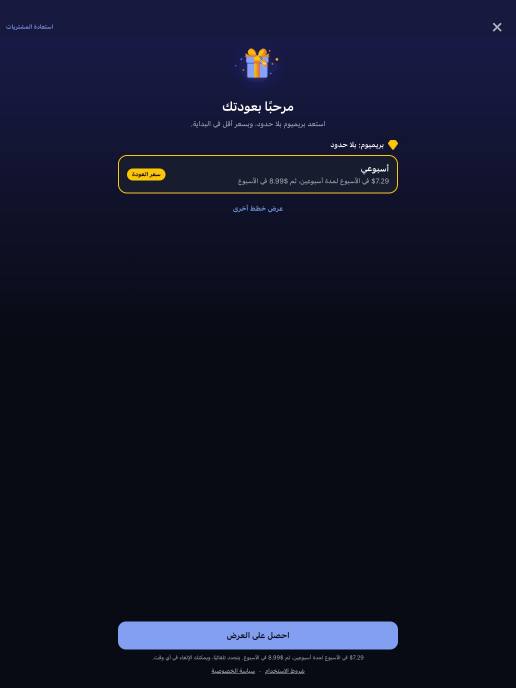 استعادة المشتريات
مرحبًا بعودتك
استعد بريميوم بلا حدود، وبسعر أقل في البداية.
بريميوم: بلا حدود
أسبوعي
$7.29 في الأسبوع لمدة أسبوعين، ثم $8.99 في الأسبوع
سعر العودة
عرض خطط أخرى
احصل على العرض
$7.29 في الأسبوع لمدة أسبوعين، ثم $8.99 في الأسبوع. يتجدد تلقائيًا، ويمكنك الإلغاء في أي وقت.
شروط الاستخدام · سياسة الخصوصية